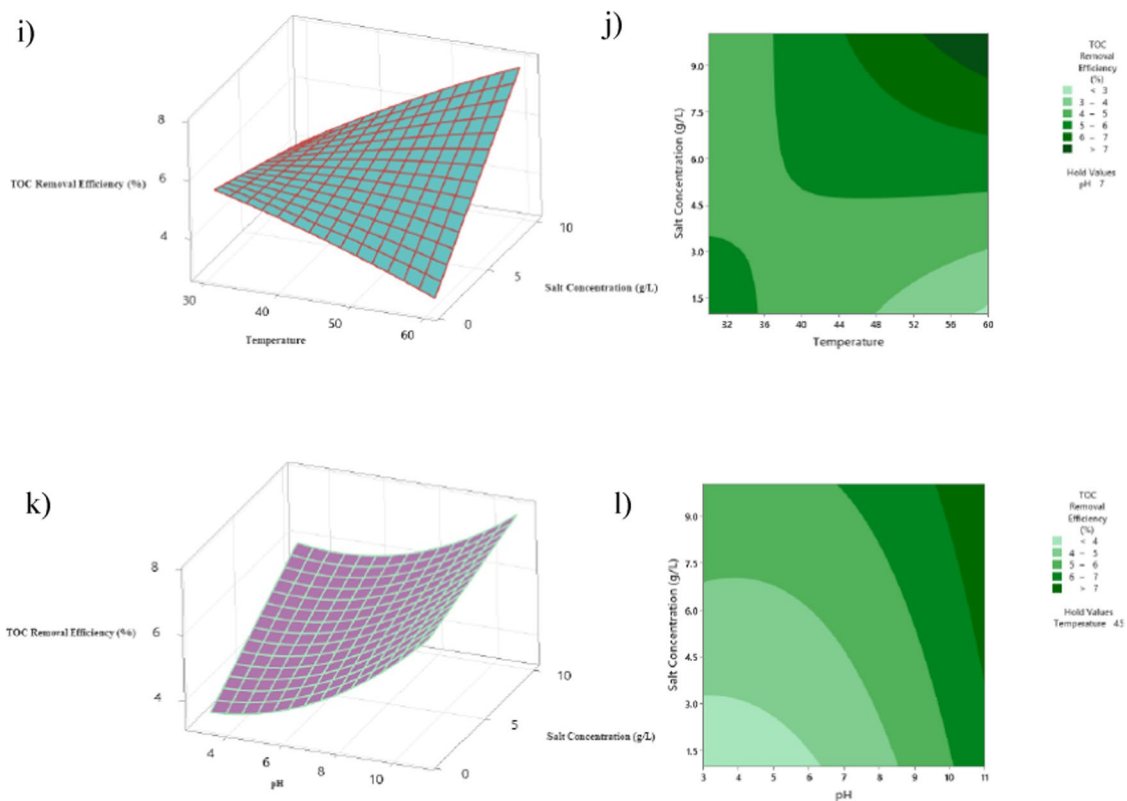 i)
8
6
4
TOC Removal Efficiency (%)
30
40
50
60
Temperature
0
5
10
Salt Concentration (g/L)
j)
9.0
7.5
6.0
4.5
3.0
1.5
Salt Concentration (g/L)
32 36 40 44 48 52 56 60
Temperature
TOC
Removal
Efficiency
(%)
< 3
3 – 4
4 – 5
5 – 6
6 – 7
> 7
Hold Values
pH 7
k)
8
6
4
TOC Removal Efficiency (%)
4
6
8
10
pH
0
5
10
Salt Concentration (g/L)
l)
9.0
7.5
6.0
4.5
3.0
1.5
Salt Concentration (g/L)
3 4 5 6 7 8 9 10 11
pH
TOC
Removal
Efficiency
(%)
< 4
4 – 5
5 – 6
6 – 7
> 7
Hold Values
Temperature 45